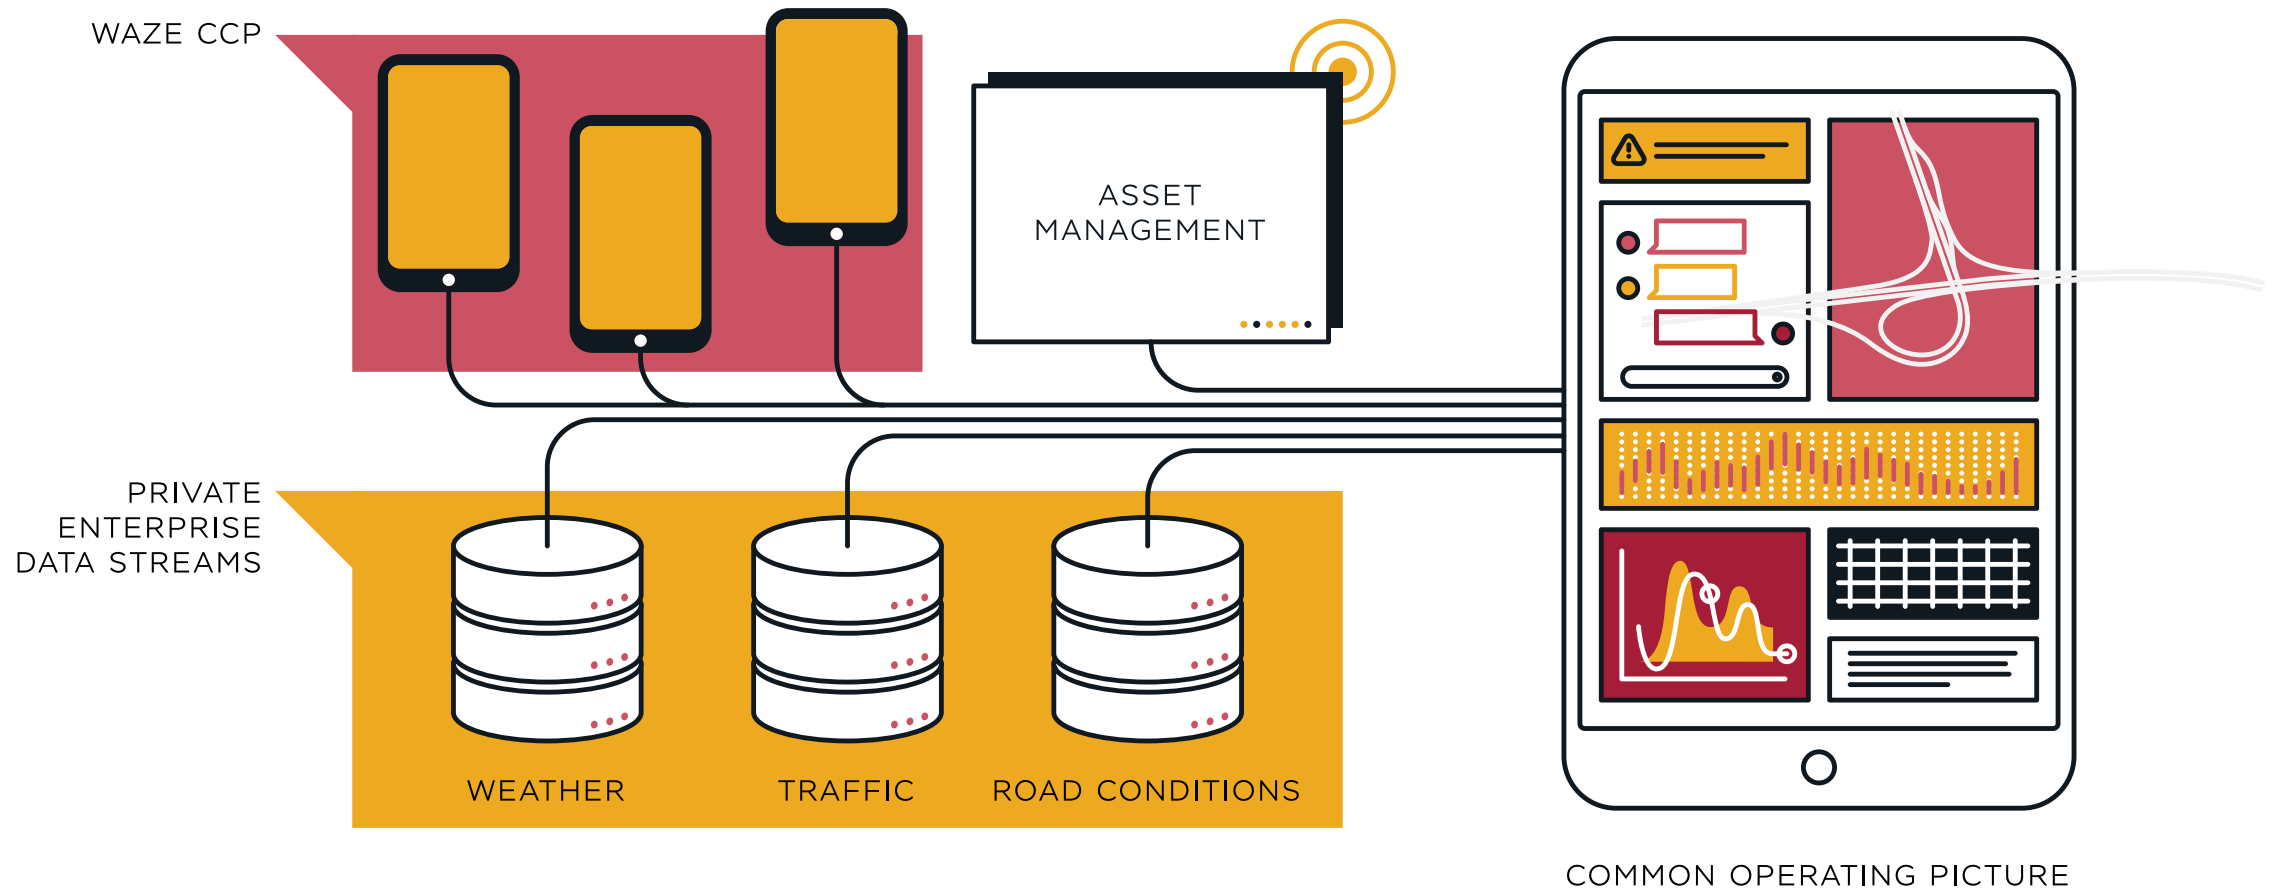 WAZE CCP
ASSET
MANAGEMENT
PRIVATE
ENTERPRISE
DATA STREAMS
WEATHER
TRAFFIC
ROAD CONDITIONS
COMMON OPERATING PICTURE